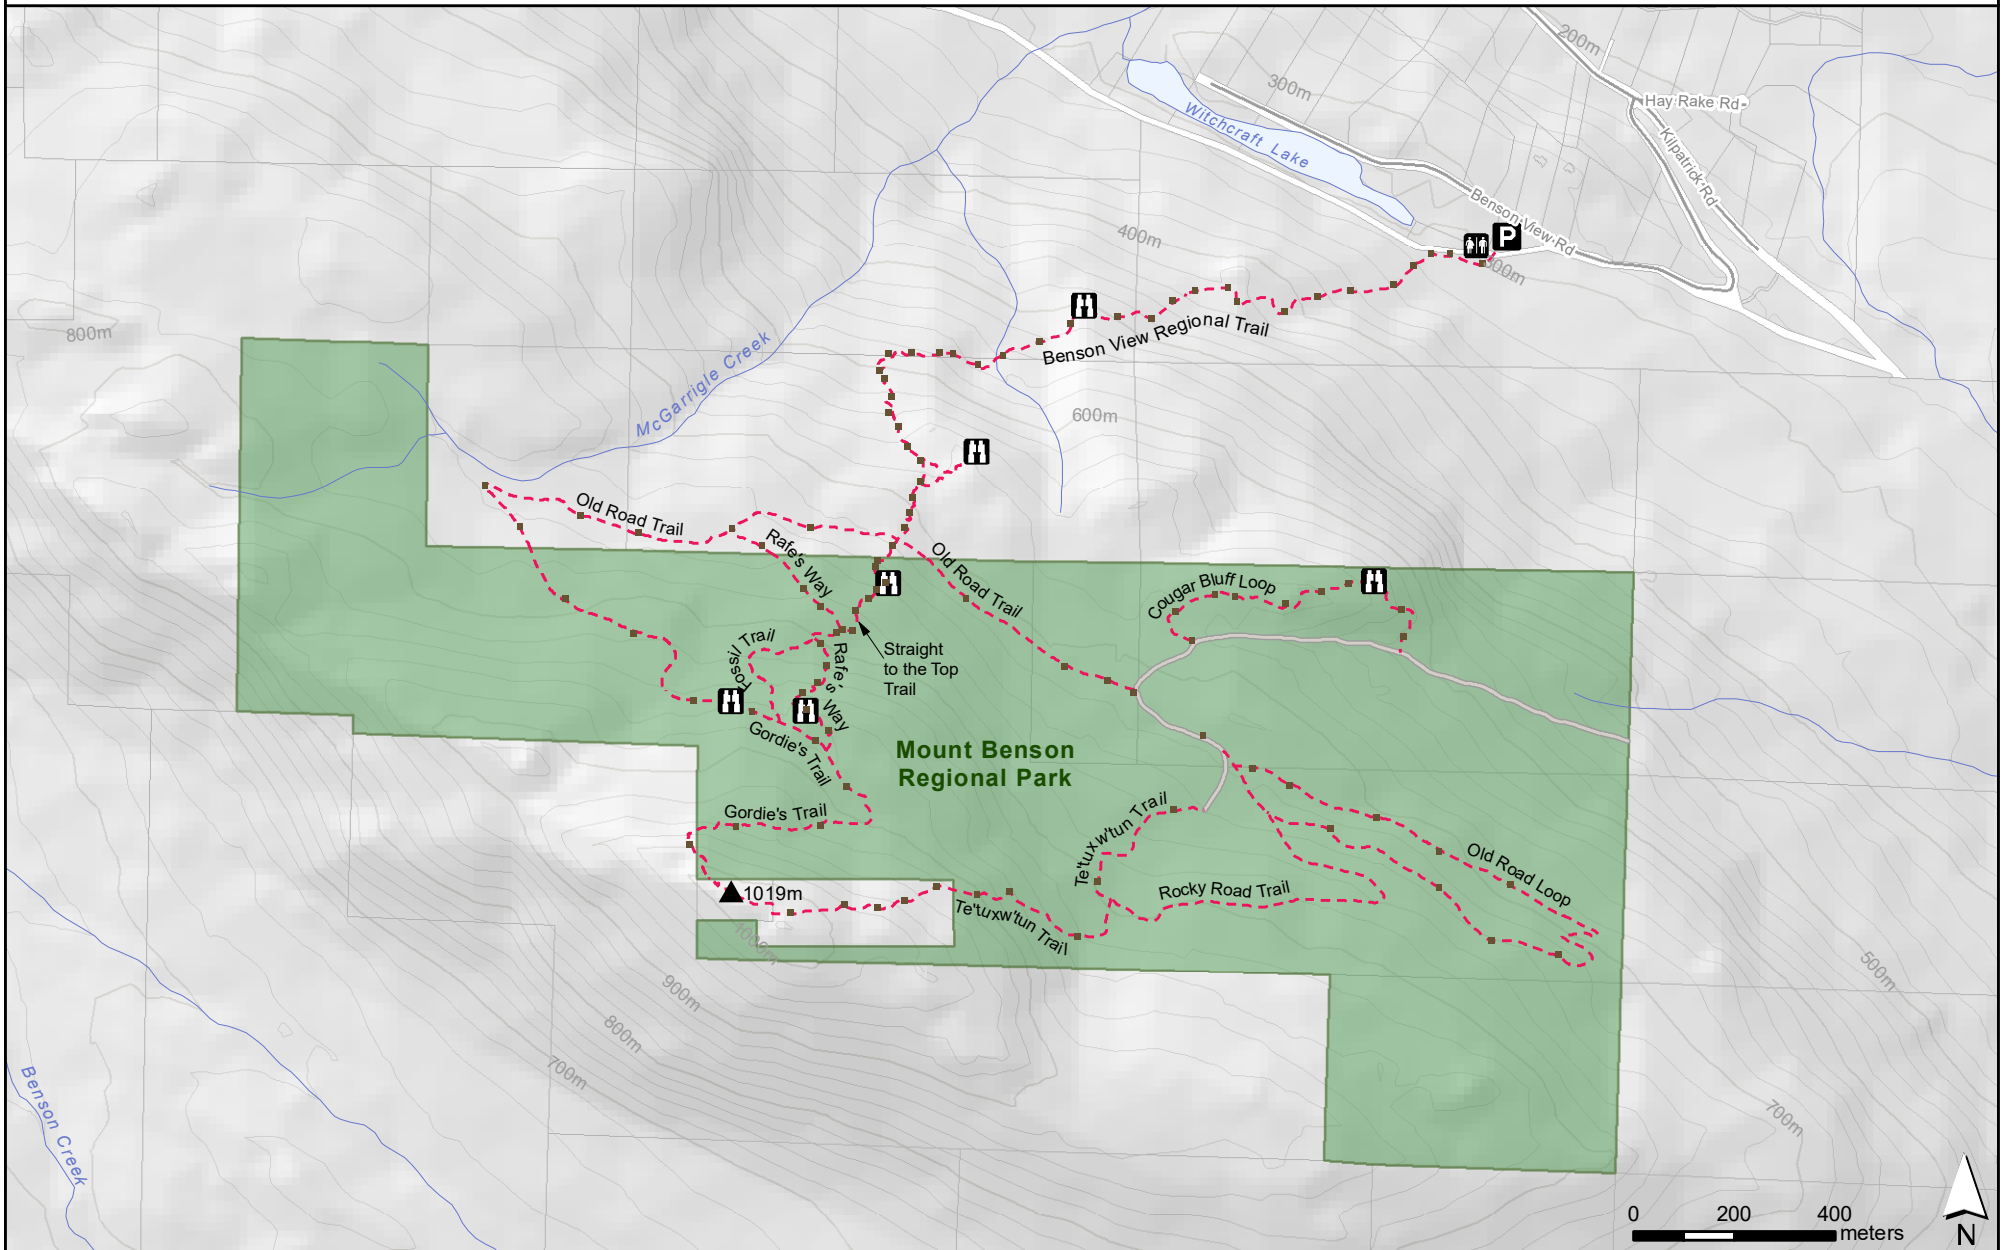 200m
300m
Hay Rake Rd
Kilpatrick Rd
Witchcraft Lake
Benson View Rd
P
300m
400m
800m
Benson View Regional Trail
McGarrigle Creek
600m
Old Road Trail
Rafe's Way
Old Road Trail
Cougar Bluff Loop
Fossil Trail
Rafe's Way
Straight
to the Top
Trail
Gordie's Trail
Mount Benson
Regional Park
Gordie's Trail
Te'tuxw'tun Trail
Old Road Loop
Rocky Road Trail
1019m
Te'tuxw'tun Trail
1000m
900m
800m
700m
500m
700m
Benson Creek
0 200 400
meters
N